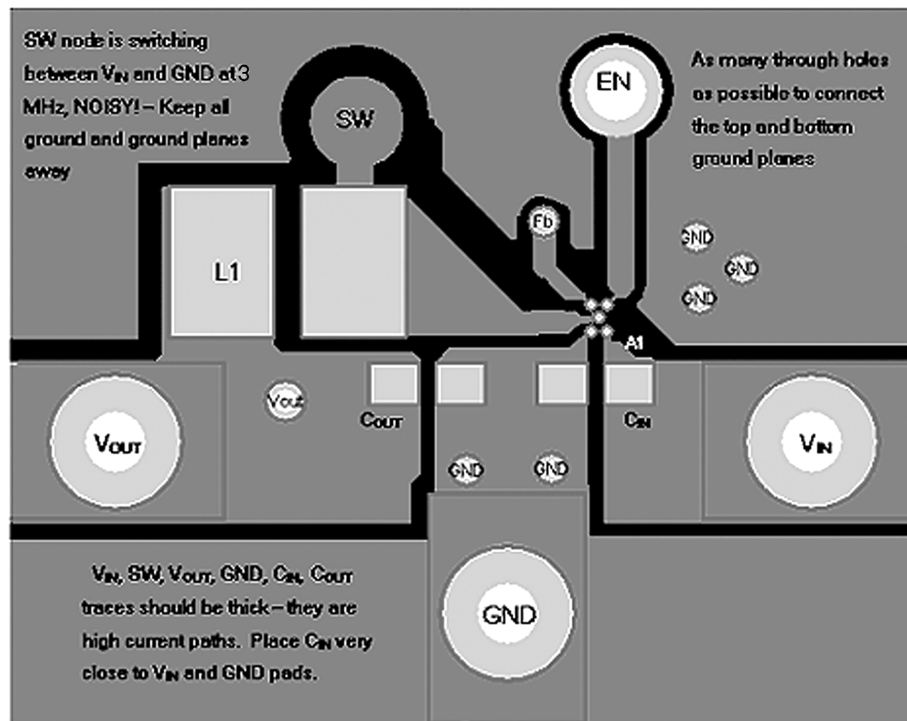 SW node is switching
between VIN and GND at 3
MHz, NOISY! – Keep all
ground and ground planes
away
SW
EN
As many through holes
as possible to connect
the top and bottom
ground planes
Fb
GND
GND
GND
L1
A1
Vout
COUT
CIN
VOUT
VIN
GND
GND
VIN, SW, VOUT, GND, CIN, COUT
traces should be thick – they are
high current paths. Place CIN very
close to VIN and GND pads.
GND